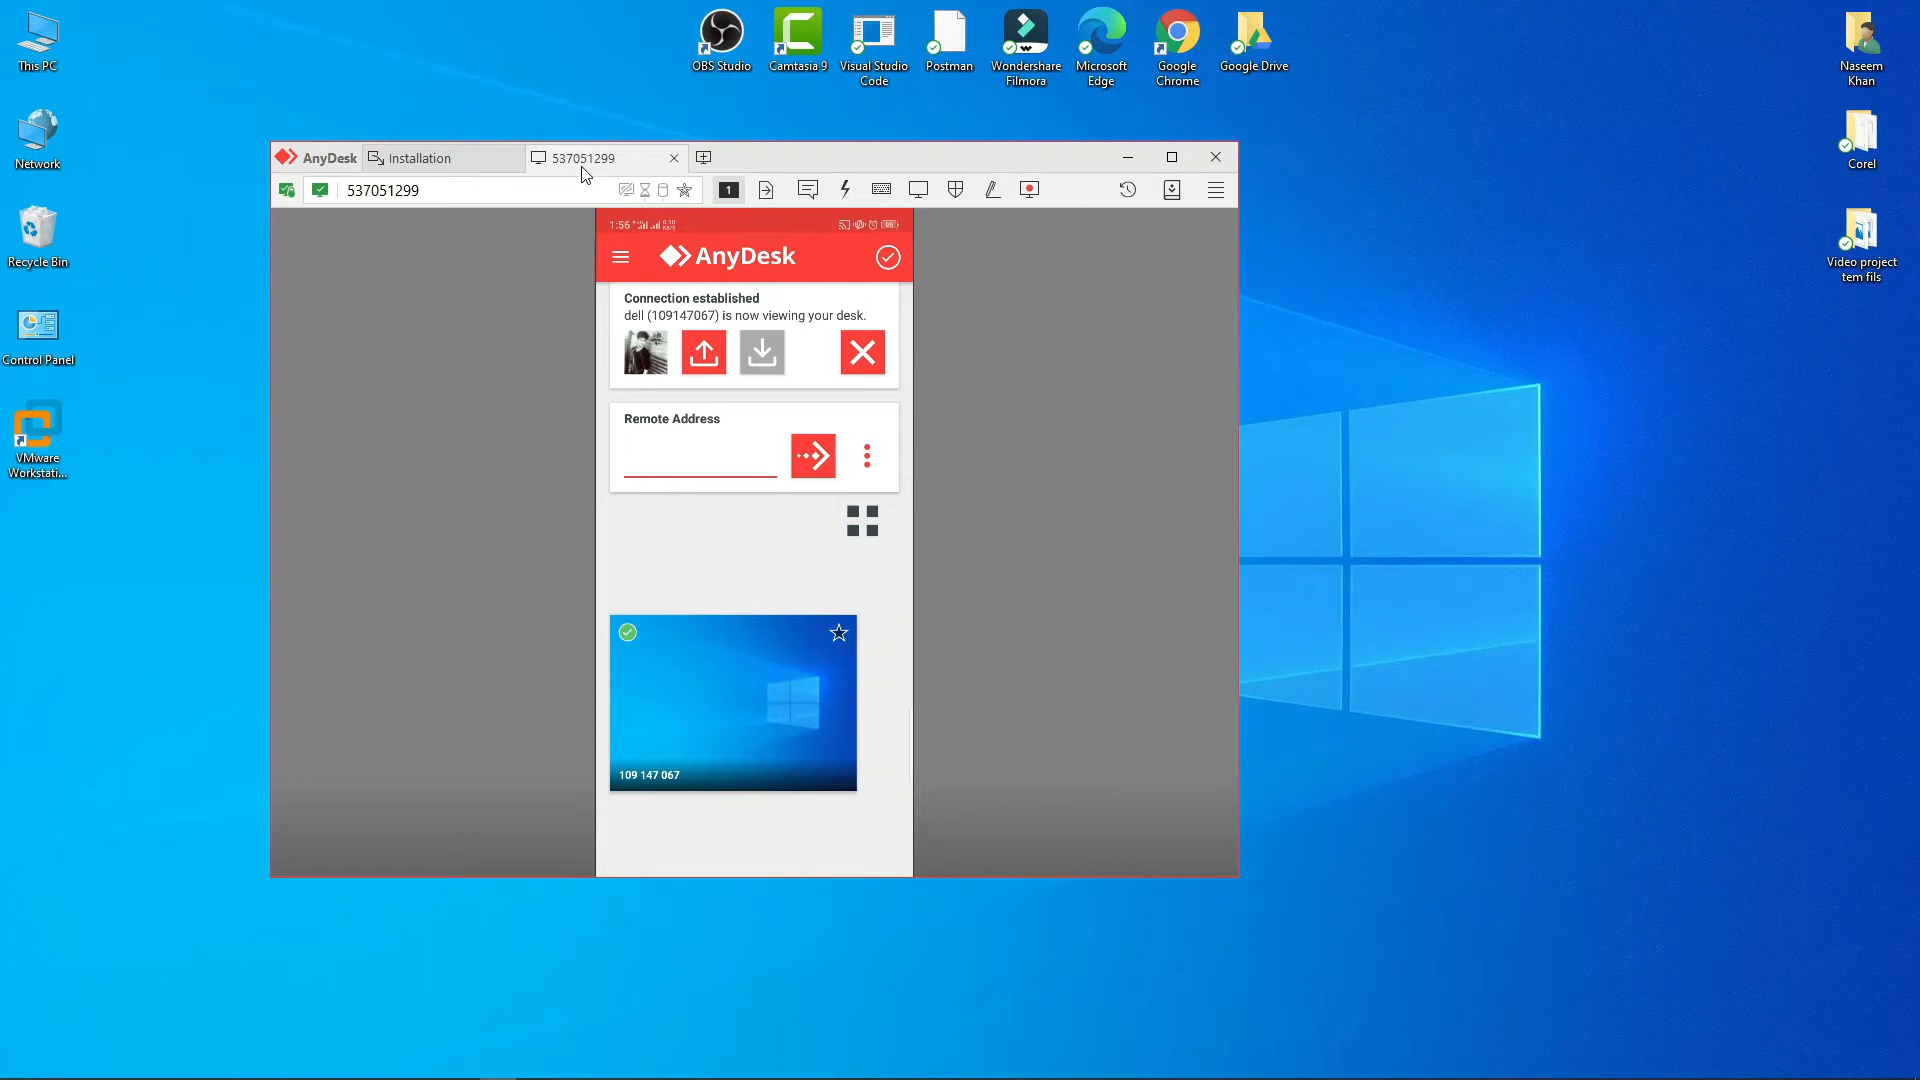 This PC
Network
Recycle Bin
Control Panel
VMware
Workstati...
OBS Studio
Camtasia 9
Visual Studio
Code
Postman
Wondershare
Filmora
Microsoft
Edge
Google
Chrome
Google Drive
Naseem
Khan
Corel
Video project
tem fils
AnyDesk
Installation
537051299
537051299
1
1:56
AnyDesk
Connection established
dell (109147067) is now viewing your desk.
Remote Address
109 147 067